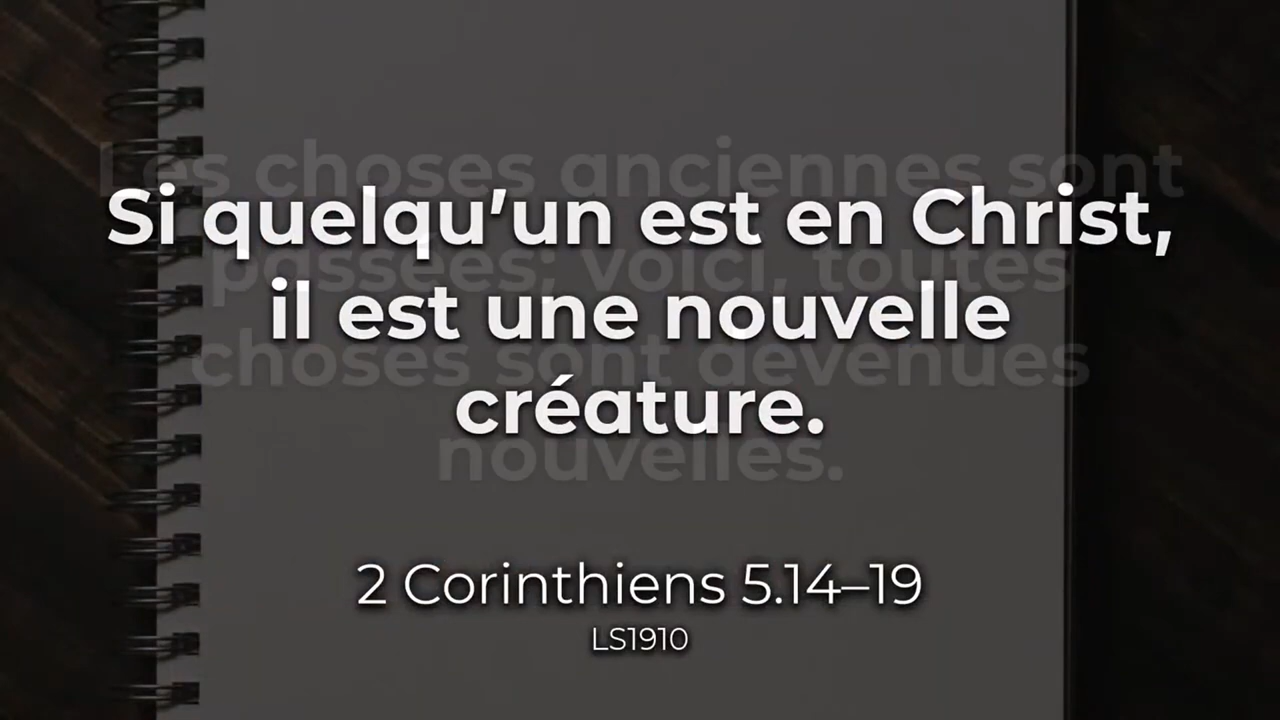 Les choses anciennes sont
Si quelqu’un est en Christ,
passées; voici, toutes
il est une nouvelle
choses sont devenues
créature.
nouvelles.
2 Corinthiens 5.14–19
LS1910